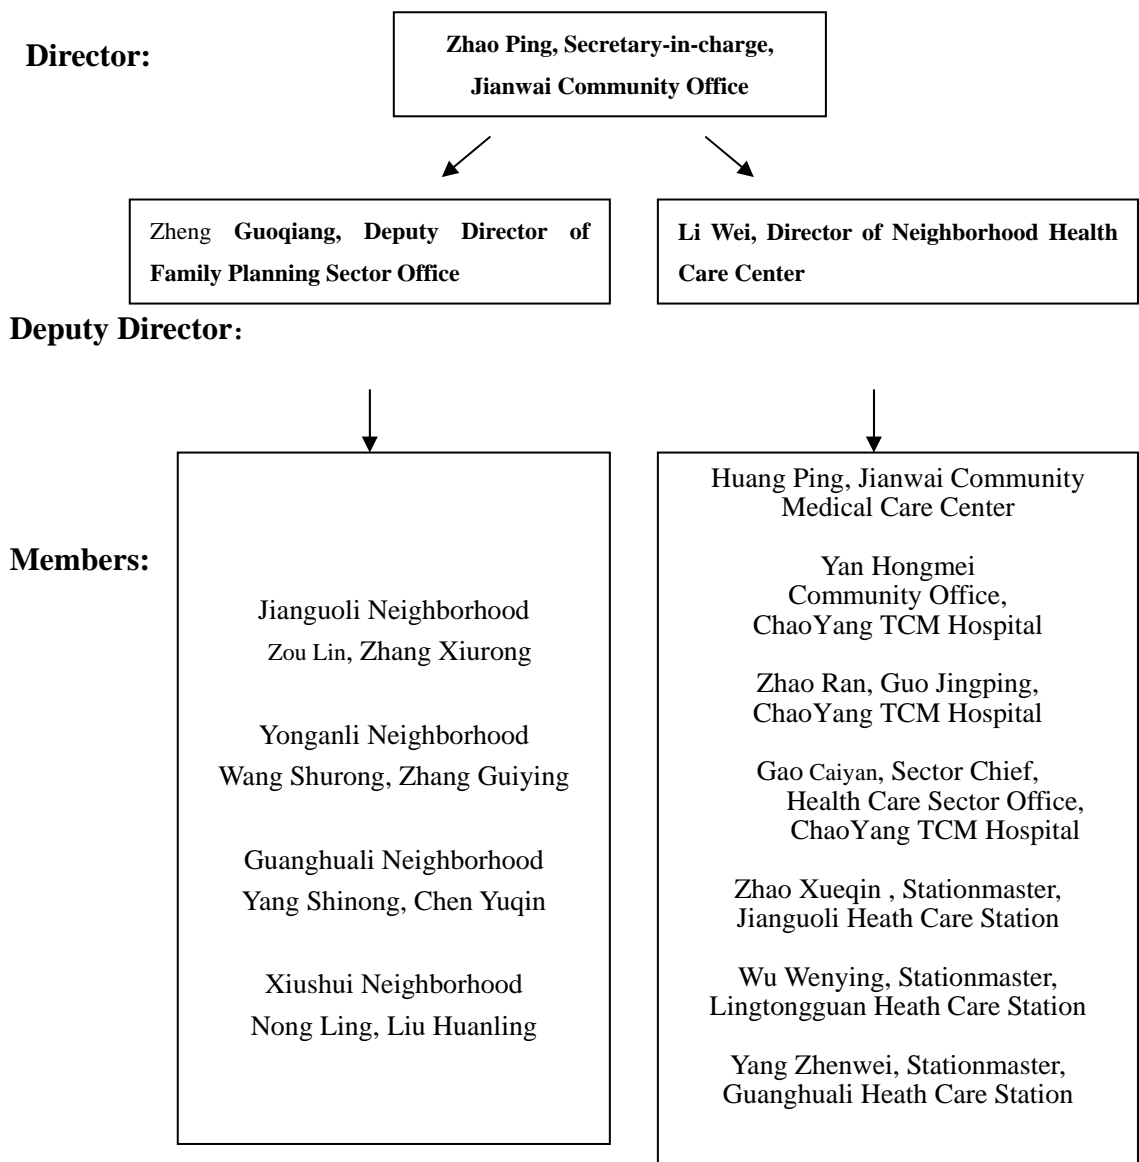 Director:
Zhao Ping, Secretary-in-charge,
Jianwai Community Office
Zheng Guoqiang, Deputy Director of
Family Planning Sector Office
Li Wei, Director of Neighborhood Health
Care Center
Deputy Director：
Members:
Jianguoli Neighborhood
Zou Lin, Zhang Xiurong
Yonganli Neighborhood
Wang Shurong, Zhang Guiying
Guanghuali Neighborhood
Yang Shinong, Chen Yuqin
Xiushui Neighborhood
Nong Ling, Liu Huanling
Huang Ping, Jianwai Community
Medical Care Center
Yan Hongmei
Community Office,
ChaoYang TCM Hospital
Zhao Ran, Guo Jingping,
ChaoYang TCM Hospital
Gao Caiyan, Sector Chief,
Health Care Sector Office,
ChaoYang TCM Hospital
Zhao Xueqin , Stationmaster,
Jianguoli Heath Care Station
Wu Wenying, Stationmaster,
Lingtongguan Heath Care Station
Yang Zhenwei, Stationmaster,
Guanghuali Heath Care Station